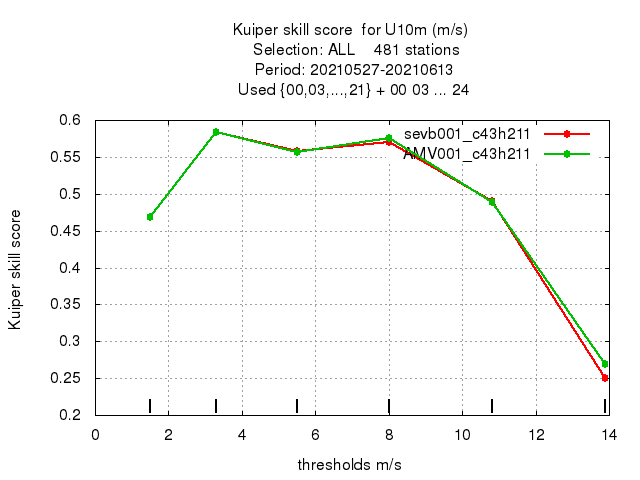 Kuiper skill score  for U10m (m/s)
Selection: ALL    481 stations
Period: 20210527-20210613
Used {00,03,...,21} + 00 03 ... 24
sevb001_c43h211
AMV001_c43h211
0.6
0.55
0.5
0.45
0.4
0.35
0.3
0.25
0.2
Kuiper skill score
0 2 4 6 8 10 12 14
thresholds m/s